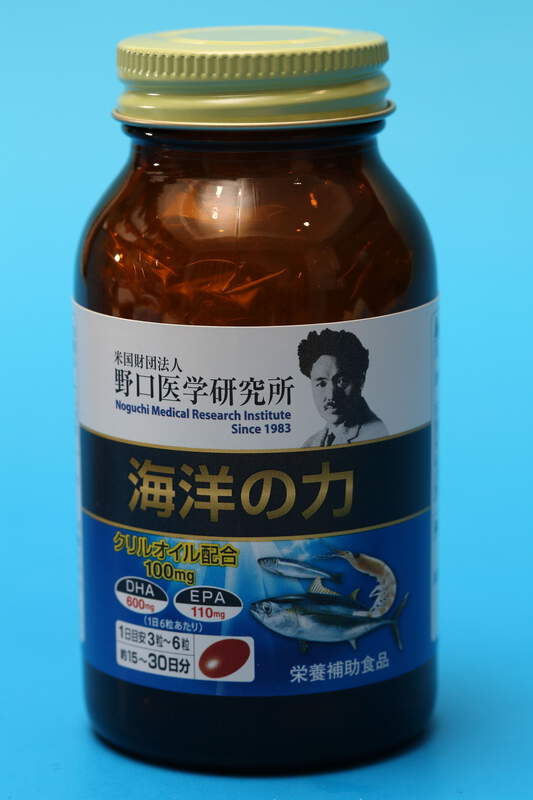 米国財団法人
野口医学研究所
Noguchi Medical Research Institute
Since 1983
海洋の力
クリルオイル配合
100mg
DHA
600mg
EPA
110mg
(1日6粒あたり)
1日目安3粒~6粒
約15~30日分
栄養補助食品